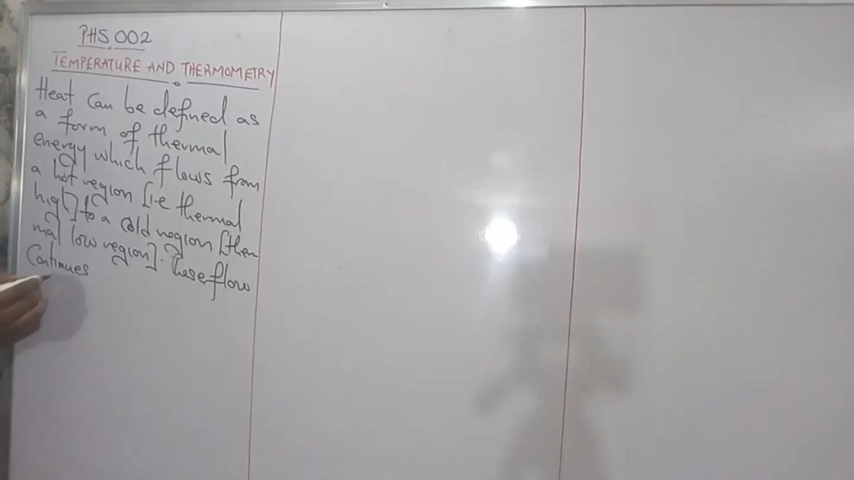 PHS 002
TEMPERATURE AND THERMOMETRY
Heat can be defined as
a form of thermal
energy which flows from
a hot region [i.e thermal
high] to a cold region [ther
mal low region]. These flow
Continues